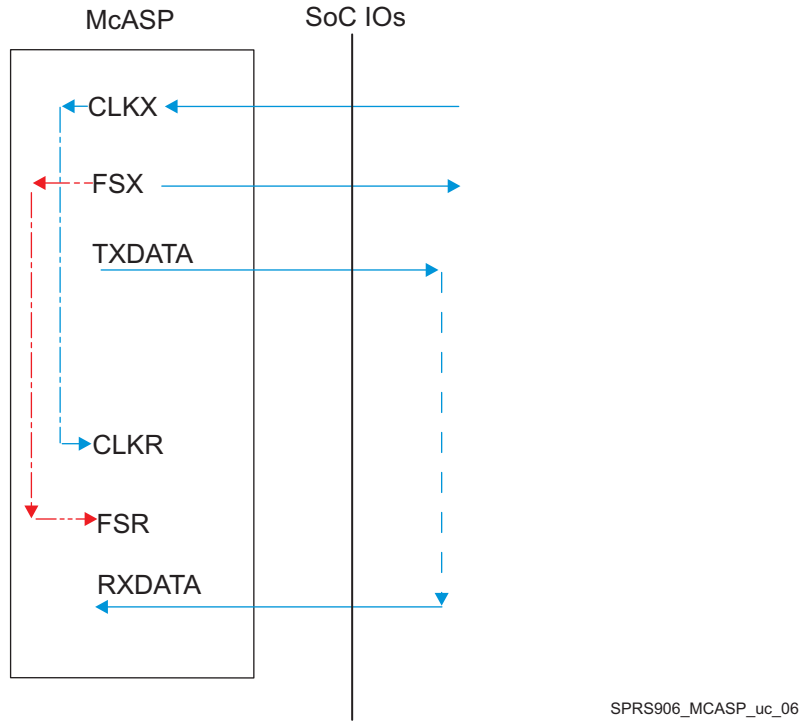 McASP
SoC IOs
CLKX
FSX
TXDATA
CLKR
FSR
RXDATA
SPRS906_MCASP_uc_06